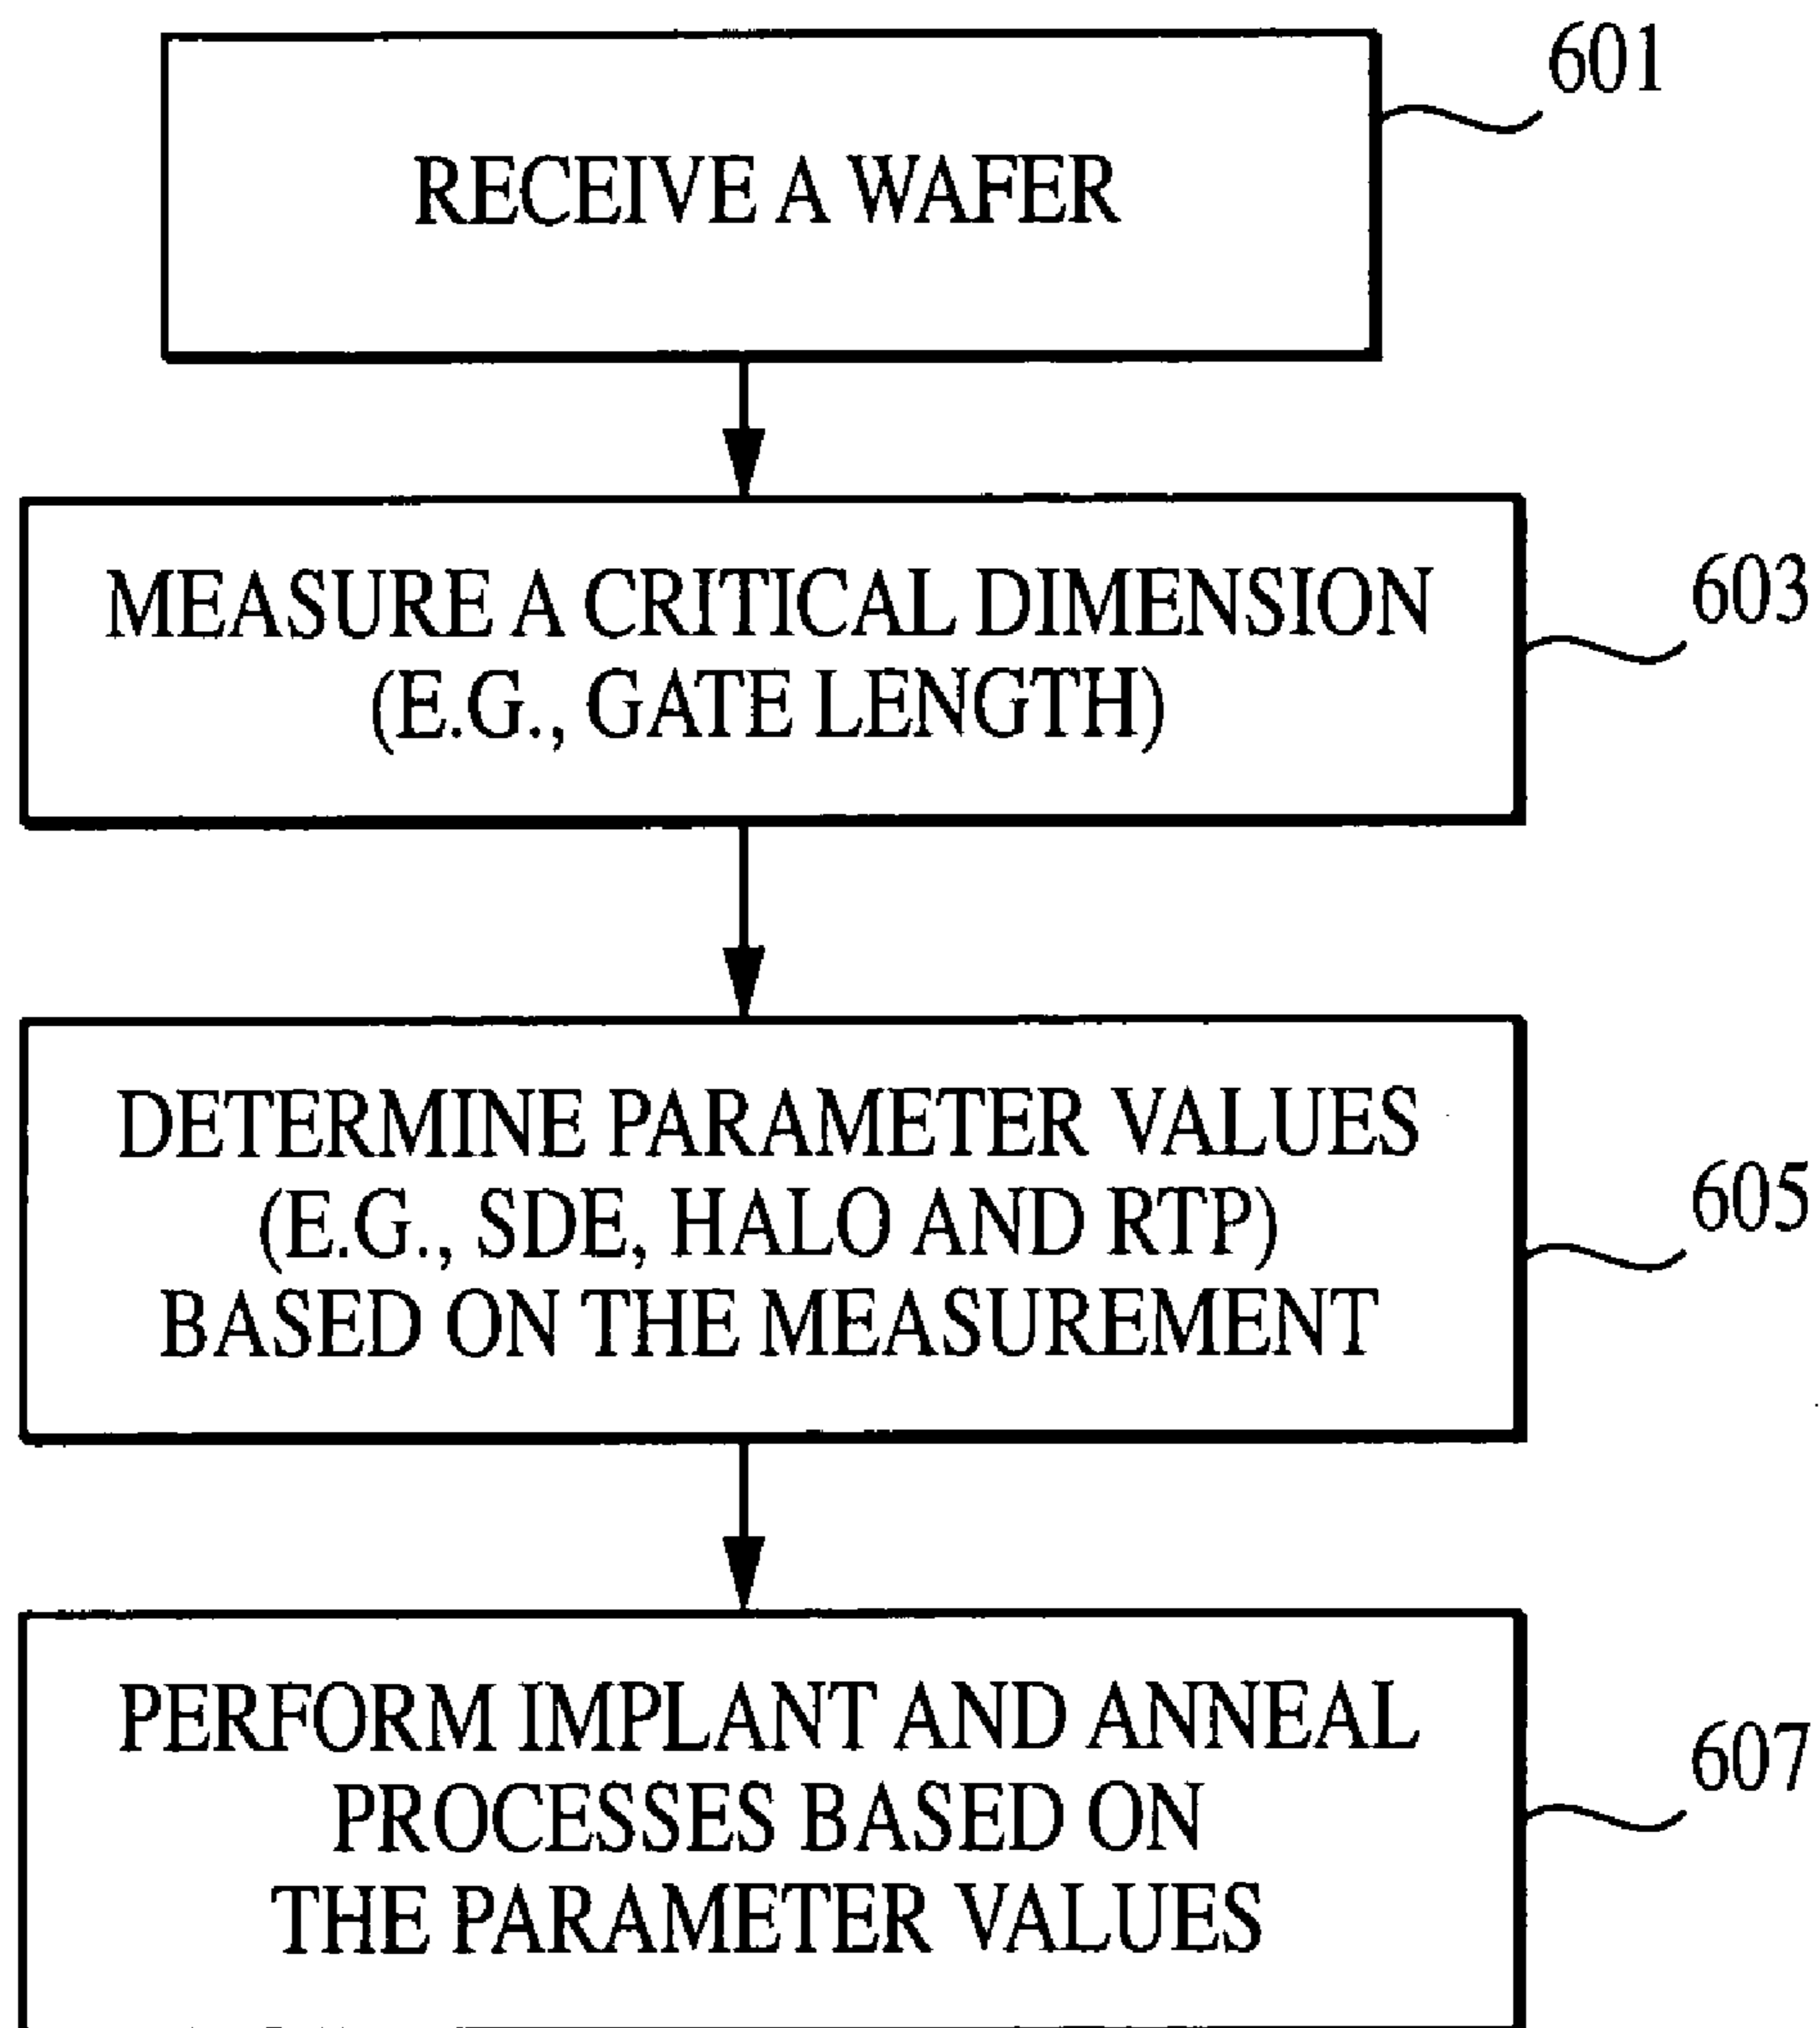 601
RECEIVE A WAFER
603
MEASURE A CRITICAL DIMENSION
(E.G., GATE LENGTH)
605
DETERMINE PARAMETER VALUES
(E.G., SDE, HALO AND RTP)
BASED ON THE MEASUREMENT
607
PERFORM IMPLANT AND ANNEAL
PROCESSES BASED ON
THE PARAMETER VALUES